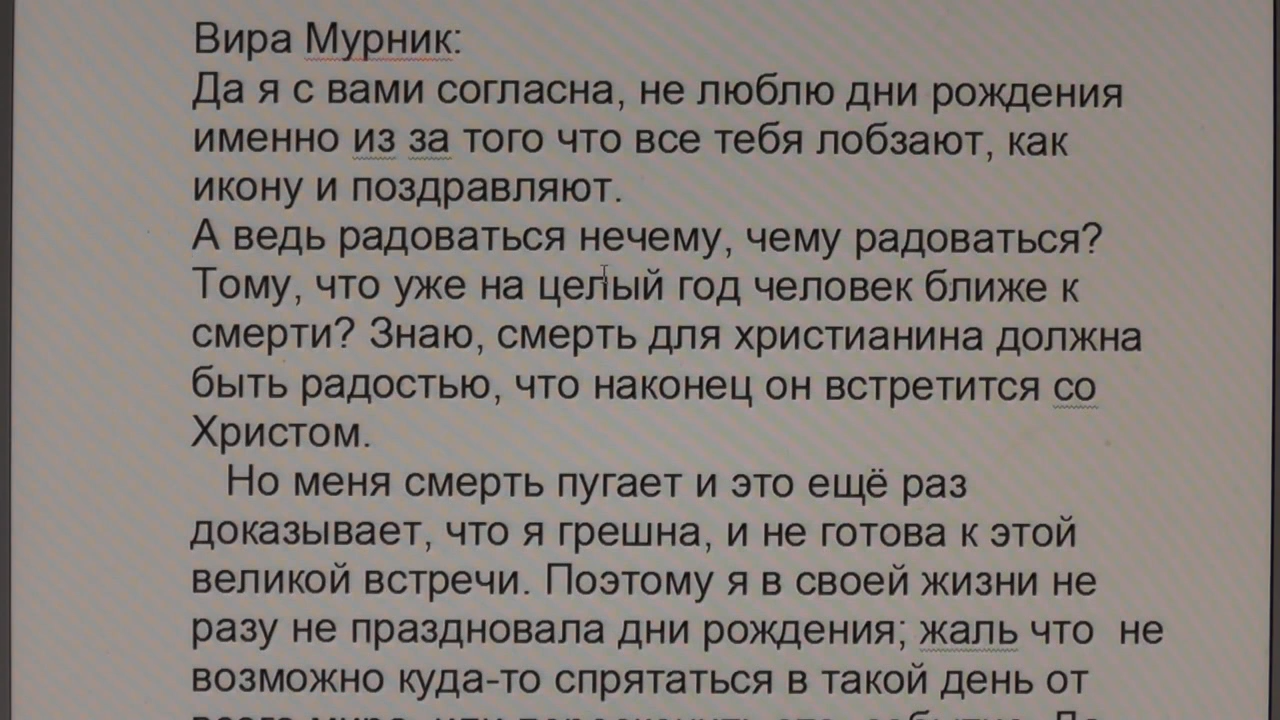 Вира Мурник:
Да я с вами согласна, не люблю дни рождения
именно из за того что все тебя лобзают, как
икону и поздравляют.
А ведь радоваться нечему, чему радоваться?
Тому, что уже на целый год человек ближе к
смерти? Знаю, смерть для христианина должна
быть радостью, что наконец он встретится со
Христом.
Но меня смерть пугает и это ещё раз
доказывает, что я грешна, и не готова к этой
великой встречи. Поэтому я в своей жизни не
разу не праздновала дни рождения; жаль что  не
возможно куда-то спрятаться в такой день от